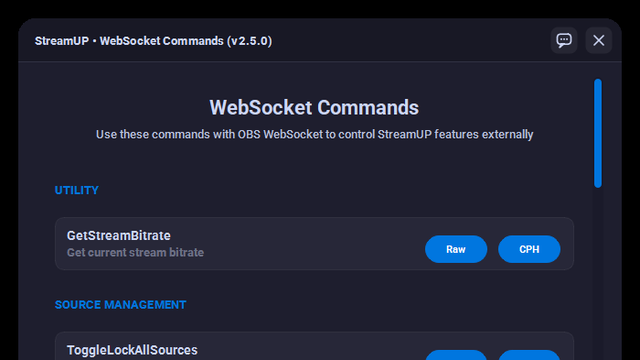 StreamUP • WebSocket Commands (v2.5.0)
WebSocket Commands
Use these commands with OBS WebSocket to control StreamUP features externally
UTILITY
GetStreamBitrate
Get current stream bitrate
Raw
CPH
SOURCE MANAGEMENT
ToggleLockAllSources